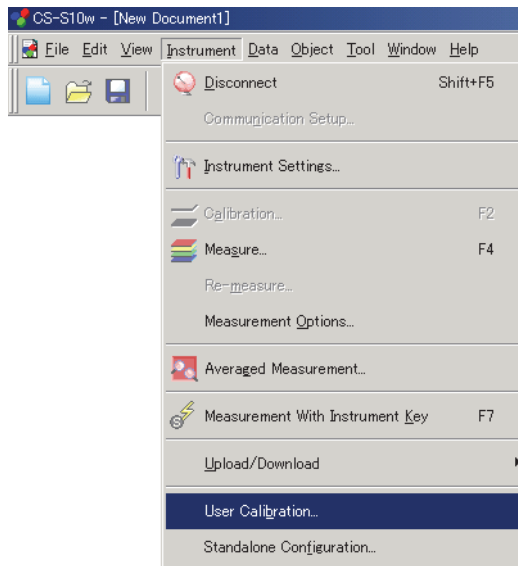 CS-S10w - [New Document1]
File Edit View Instrument Data Object Tool Window Help
Disconnect Shift+F5
Communication Setup...
Instrument Settings...
Calibration... F2
Measure... F4
Re-measure...
Measurement Options...
Averaged Measurement...
Measurement With Instrument Key F7
Upload/Download
User Calibration...
Standalone Configuration...